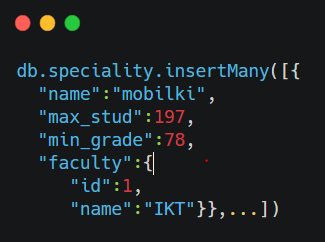 db.speciality.insertMany([{
"name":"mobilki",
"max_stud":197,
"min_grade":78,
"faculty":{
"id":1,
"name":"IKT"}},...])